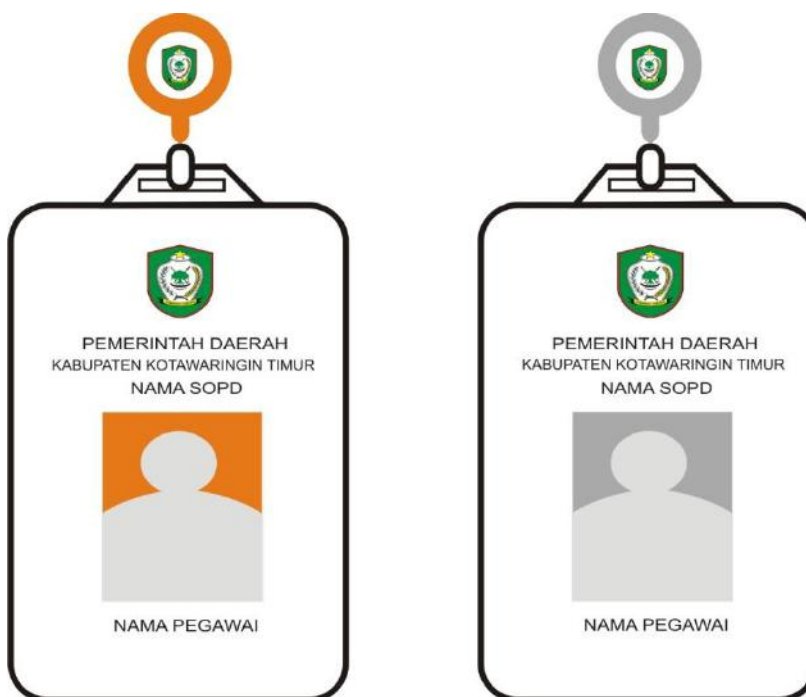 PEMERINTAH DAERAH
KABUPATEN KOTAWARINGIN TIMUR
NAMA SOPD
NAMA PEGAWAI
PEMERINTAH DAERAH
KABUPATEN KOTAWARINGIN TIMUR
NAMA SOPD
NAMA PEGAWAI